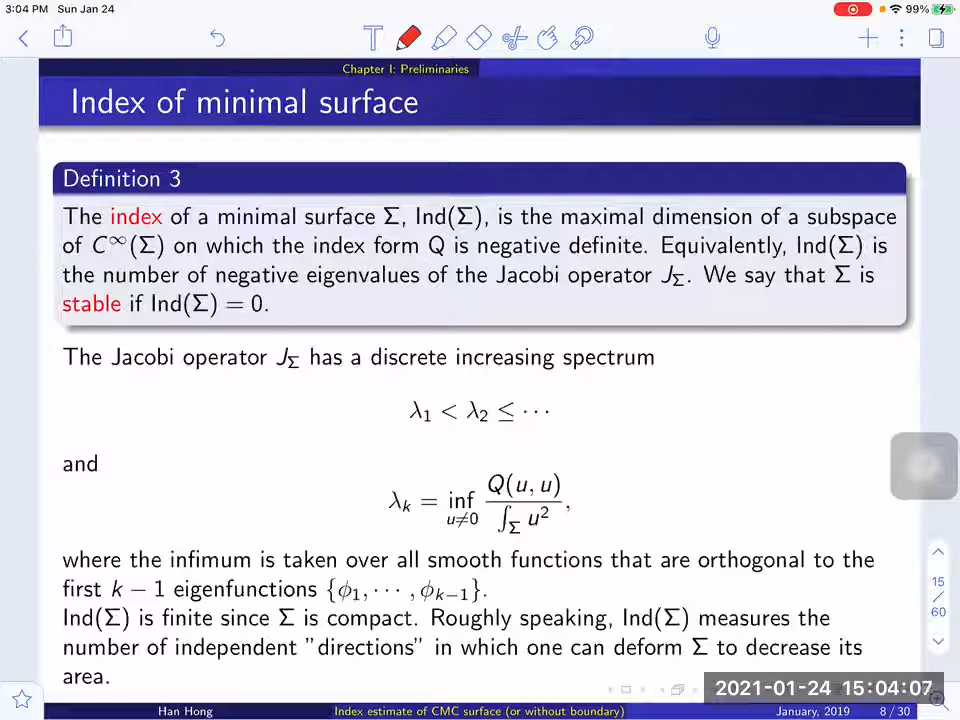 3:04 PM Sun Jan 24
99%
Chapter I: Preliminaries
Index of minimal surface
Definition 3
The index of a minimal surface Σ, Ind(Σ), is the maximal dimension of a subspace
of C∞(Σ) on which the index form Q is negative definite. Equivalently, Ind(Σ) is
the number of negative eigenvalues of the Jacobi operator J_Σ. We say that Σ is
stable if Ind(Σ) = 0.
The Jacobi operator J_Σ has a discrete increasing spectrum
λ₁ < λ₂ ≤ ···
and
λ_k = inf_{u≠0} Q(u, u) / ∫_Σ u²,
where the infimum is taken over all smooth functions that are orthogonal to the
first k − 1 eigenfunctions {ϕ₁, ··· , ϕ_{k−1}}.
Ind(Σ) is finite since Σ is compact. Roughly speaking, Ind(Σ) measures the
number of independent "directions" in which one can deform Σ to decrease its
area.
15
/
60
2021-01-24 15:04:07
Han Hong Index estimate of CMC surface (or without boundary) January, 2019 8 / 30